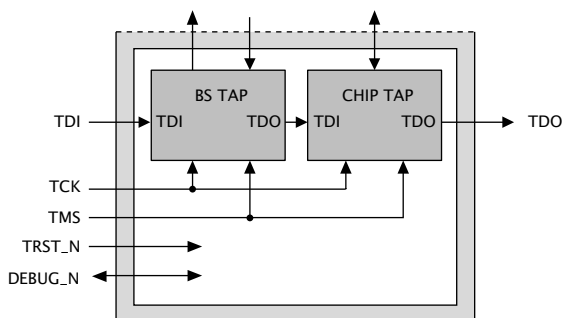 BS TAP CHIP TAP
TDI TDI TDO TDI TDO TDO
TCK
TMS
TRST_N
DEBUG_N